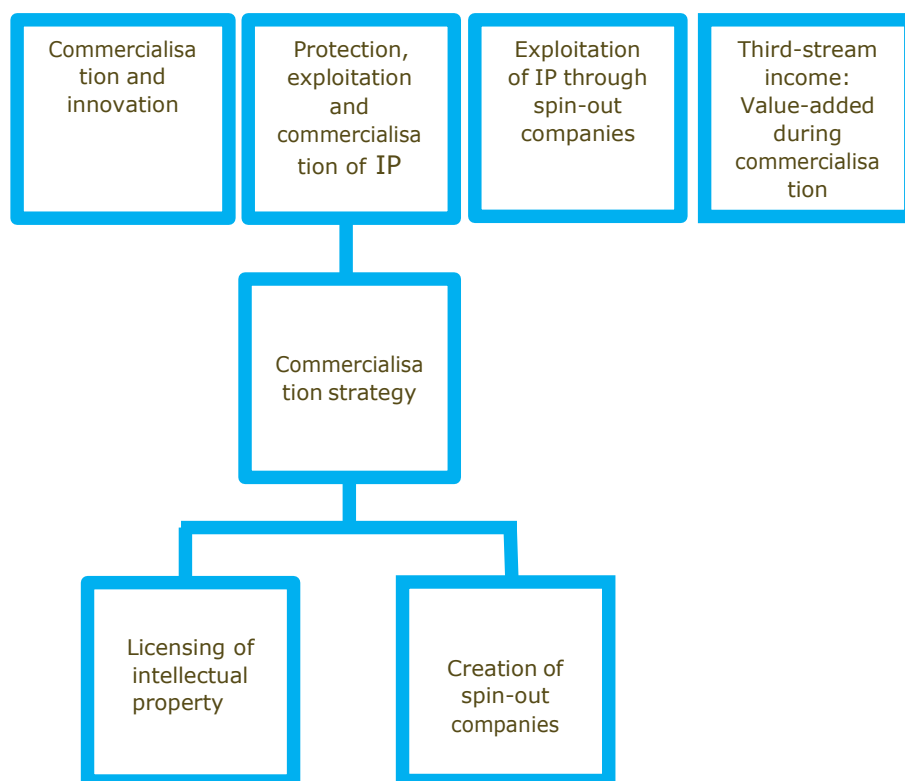 Commercialisa
tion and
innovation
Protection,
exploitation
and
commercialisa
tion of IP
Exploitation
of IP through
spin-out
companies
Third-stream
income:
Value-added
during
commercialisa
tion
Commercialisa
tion strategy
Licensing of
intellectual
property
Creation of
spin-out
companies